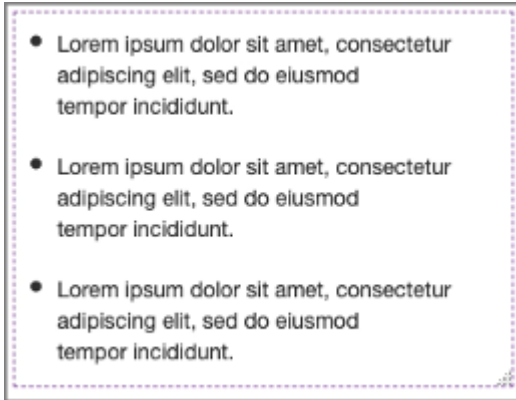 • Lorem ipsum dolor sit amet, consectetur
adipiscing elit, sed do eiusmod
tempor incididunt.
• Lorem ipsum dolor sit amet, consectetur
adipiscing elit, sed do eiusmod
tempor incididunt.
• Lorem ipsum dolor sit amet, consectetur
adipiscing elit, sed do eiusmod
tempor incididunt.